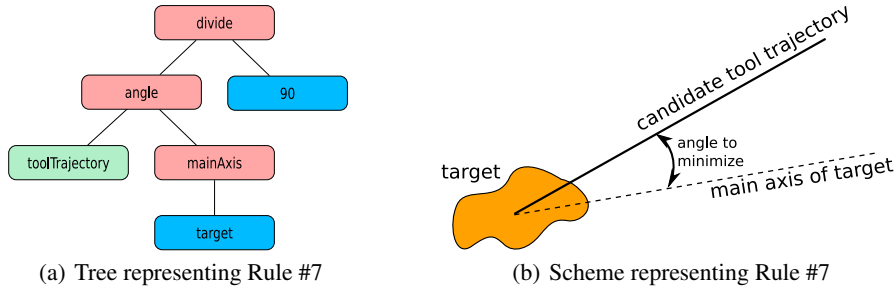 divide
angle
90
toolTrajectory
mainAxis
target
(a) Tree representing Rule #7
candidate tool trajectory
angle to
minimize
target
main axis of target
(b) Scheme representing Rule #7